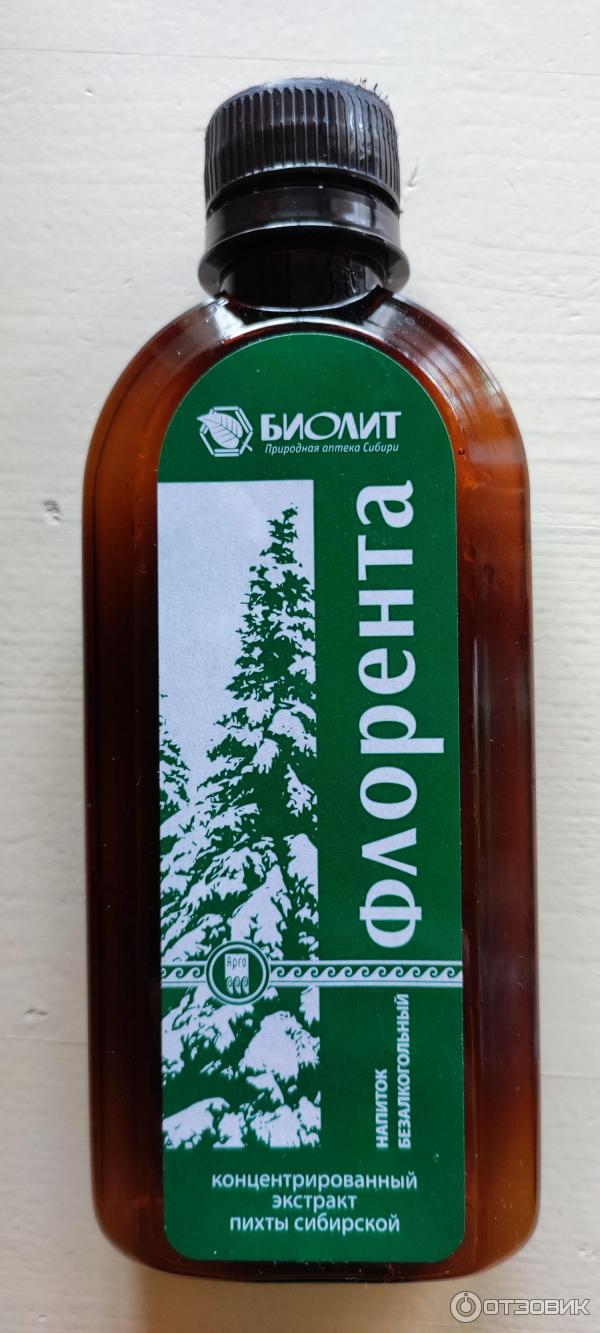 БИОЛИТ
Природная аптека Сибири
Флорента
Арго
НАПИТОК
БЕЗАЛКОГОЛЬНЫЙ
концентрированный
экстракт
пихты сибирской
ОТЗОВИК